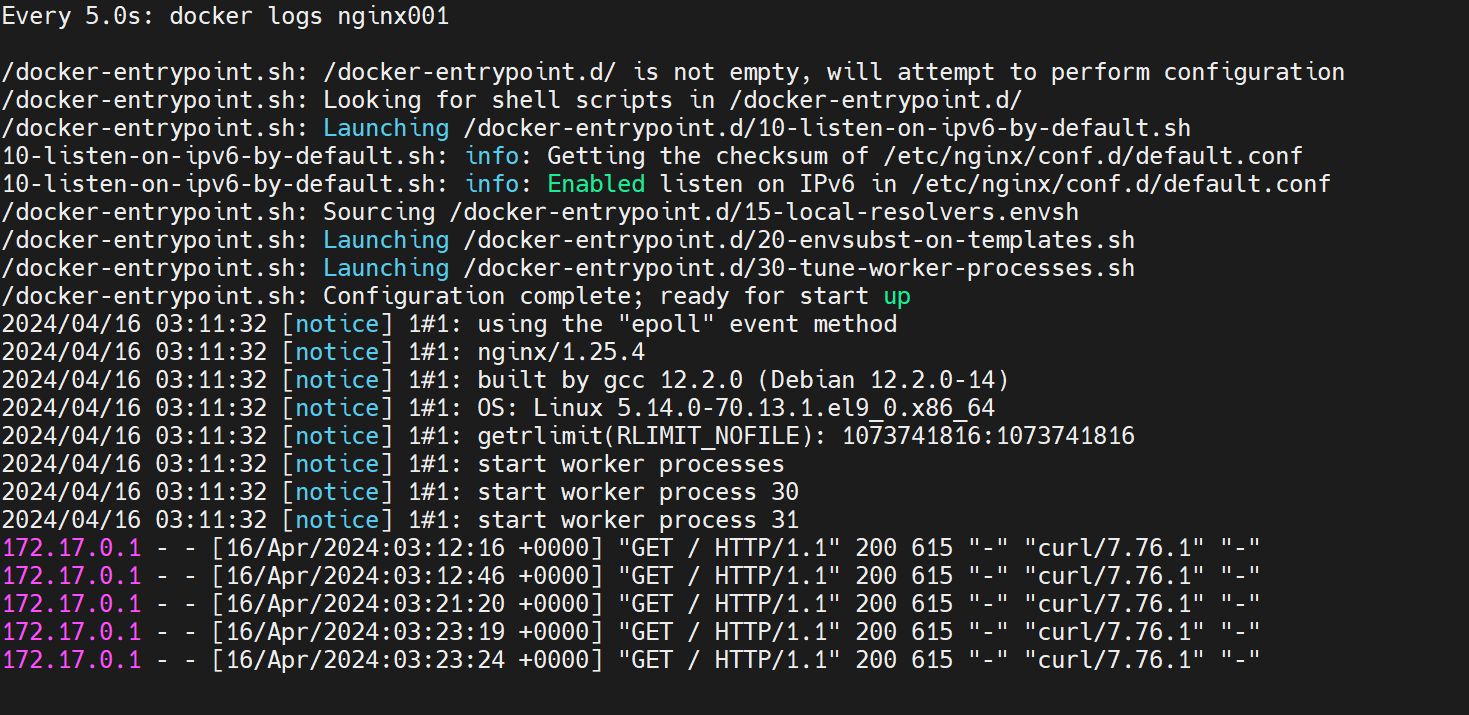 Every 5.0s: docker logs nginx001
/docker-entrypoint.sh: /docker-entrypoint.d/ is not empty, will attempt to perform configuration
/docker-entrypoint.sh: Looking for shell scripts in /docker-entrypoint.d/
/docker-entrypoint.sh: Launching /docker-entrypoint.d/10-listen-on-ipv6-by-default.sh
10-listen-on-ipv6-by-default.sh: info: Getting the checksum of /etc/nginx/conf.d/default.conf
10-listen-on-ipv6-by-default.sh: info: Enabled listen on IPv6 in /etc/nginx/conf.d/default.conf
/docker-entrypoint.sh: Sourcing /docker-entrypoint.d/15-local-resolvers.envsh
/docker-entrypoint.sh: Launching /docker-entrypoint.d/20-envsubst-on-templates.sh
/docker-entrypoint.sh: Launching /docker-entrypoint.d/30-tune-worker-processes.sh
/docker-entrypoint.sh: Configuration complete; ready for start up
2024/04/16 03:11:32 [notice] 1#1: using the "epoll" event method
2024/04/16 03:11:32 [notice] 1#1: nginx/1.25.4
2024/04/16 03:11:32 [notice] 1#1: built by gcc 12.2.0 (Debian 12.2.0-14)
2024/04/16 03:11:32 [notice] 1#1: OS: Linux 5.14.0-70.13.1.el9_0.x86_64
2024/04/16 03:11:32 [notice] 1#1: getrlimit(RLIMIT_NOFILE): 1073741816:1073741816
2024/04/16 03:11:32 [notice] 1#1: start worker processes
2024/04/16 03:11:32 [notice] 1#1: start worker process 30
2024/04/16 03:11:32 [notice] 1#1: start worker process 31
172.17.0.1 - - [16/Apr/2024:03:12:16 +0000] "GET / HTTP/1.1" 200 615 "-" "curl/7.76.1" "-"
172.17.0.1 - - [16/Apr/2024:03:12:46 +0000] "GET / HTTP/1.1" 200 615 "-" "curl/7.76.1" "-"
172.17.0.1 - - [16/Apr/2024:03:21:20 +0000] "GET / HTTP/1.1" 200 615 "-" "curl/7.76.1" "-"
172.17.0.1 - - [16/Apr/2024:03:23:19 +0000] "GET / HTTP/1.1" 200 615 "-" "curl/7.76.1" "-"
172.17.0.1 - - [16/Apr/2024:03:23:24 +0000] "GET / HTTP/1.1" 200 615 "-" "curl/7.76.1" "-"